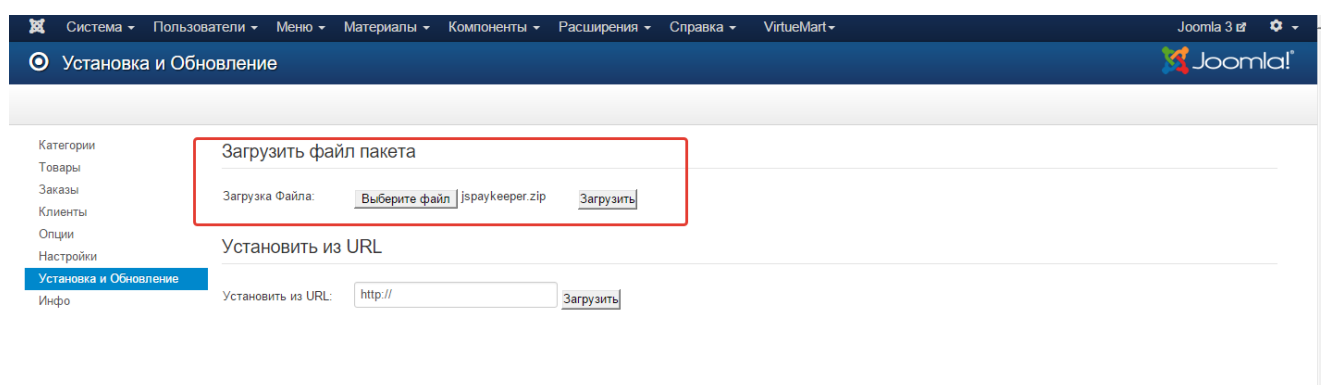 Система Пользователи Меню Материалы Компоненты Расширения Справка VirtueMart Joomla 3
Установка и Обновление Joomla!
Категории
Товары
Заказы
Клиенты
Опции
Настройки
Установка и Обновление
Инфо
Загрузить файл пакета
Загрузка Файла: Выберите файл jspaykeeper.zip Загрузить
Установить из URL
Установить из URL: http:// Загрузить